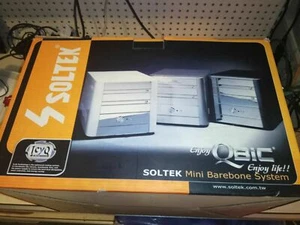 SOLTEK
Enjoy QBiC
Enjoy life!!
SOLTEK Mini Barebone System
www.soltek.com.tw